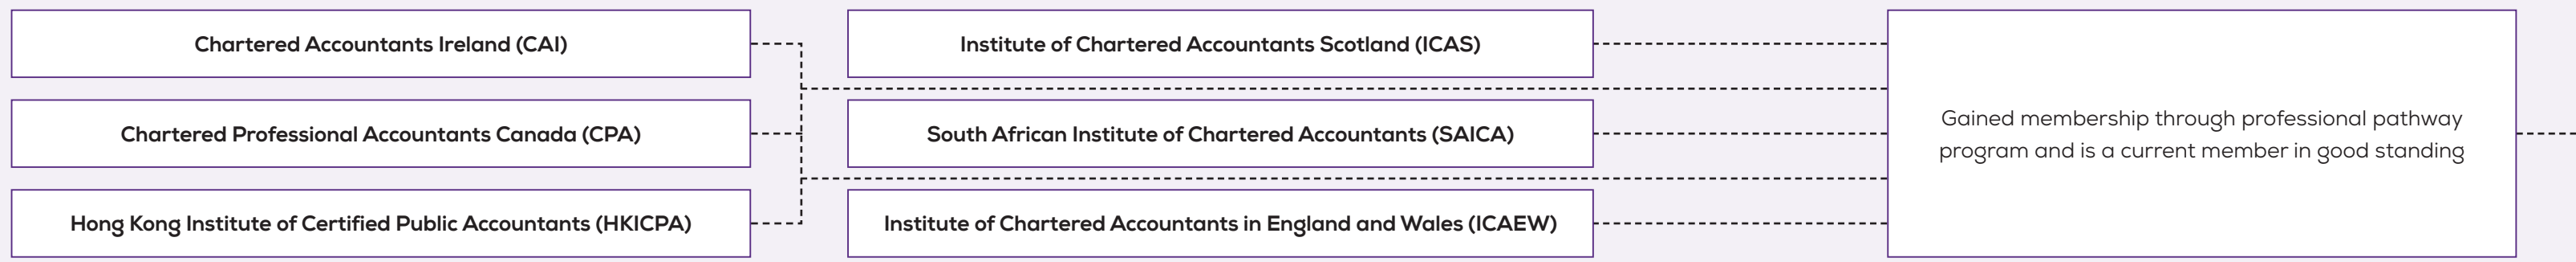 Chartered Accountants Ireland (CAI)
Institute of Chartered Accountants Scotland (ICAS)
Chartered Professional Accountants Canada (CPA)
South African Institute of Chartered Accountants (SAICA)
Hong Kong Institute of Certified Public Accountants (HKICPA)
Institute of Chartered Accountants in England and Wales (ICAEW)
Gained membership through professional pathway
program and is a current member in good standing